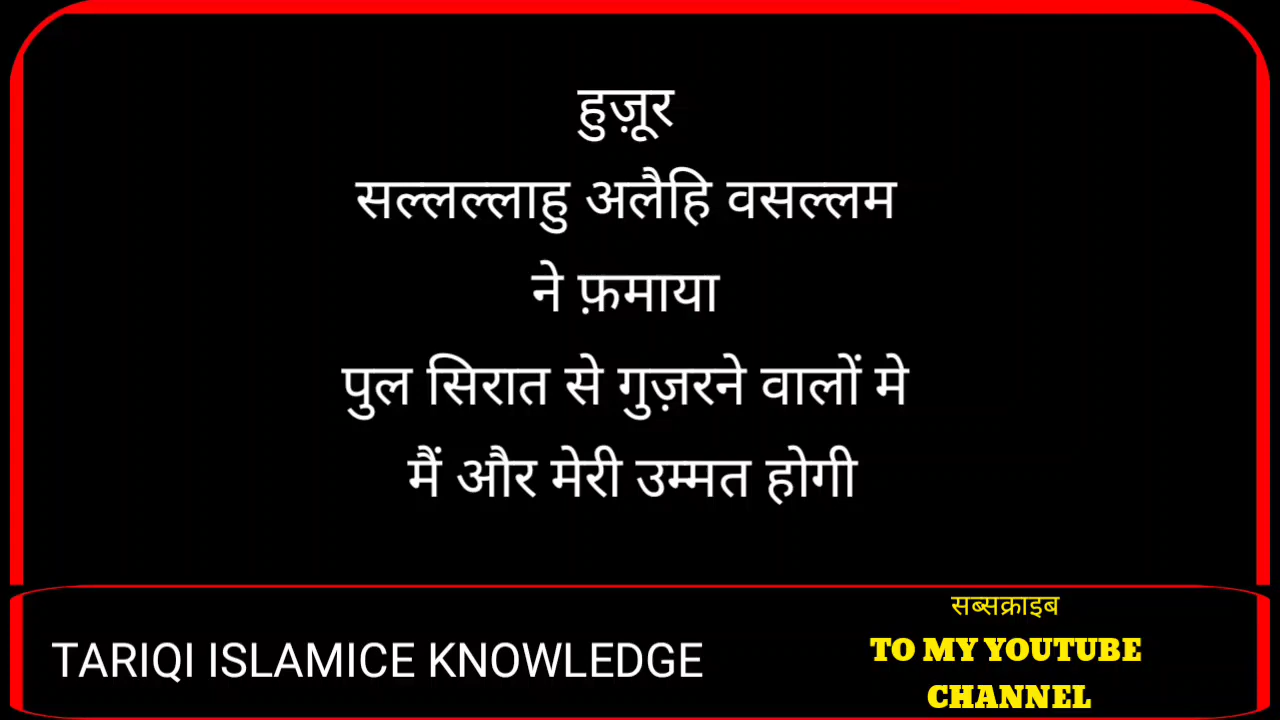 हुज़ूर
सल्लल्लाहु अलैहि वसल्लम
ने फ़माया
पुल सिरात से गुज़रने वालों मे
मैं और मेरी उम्मत होगी
TARIQI ISLAMICE KNOWLEDGE
सब्सक्राइब
TO MY YOUTUBE
CHANNEL